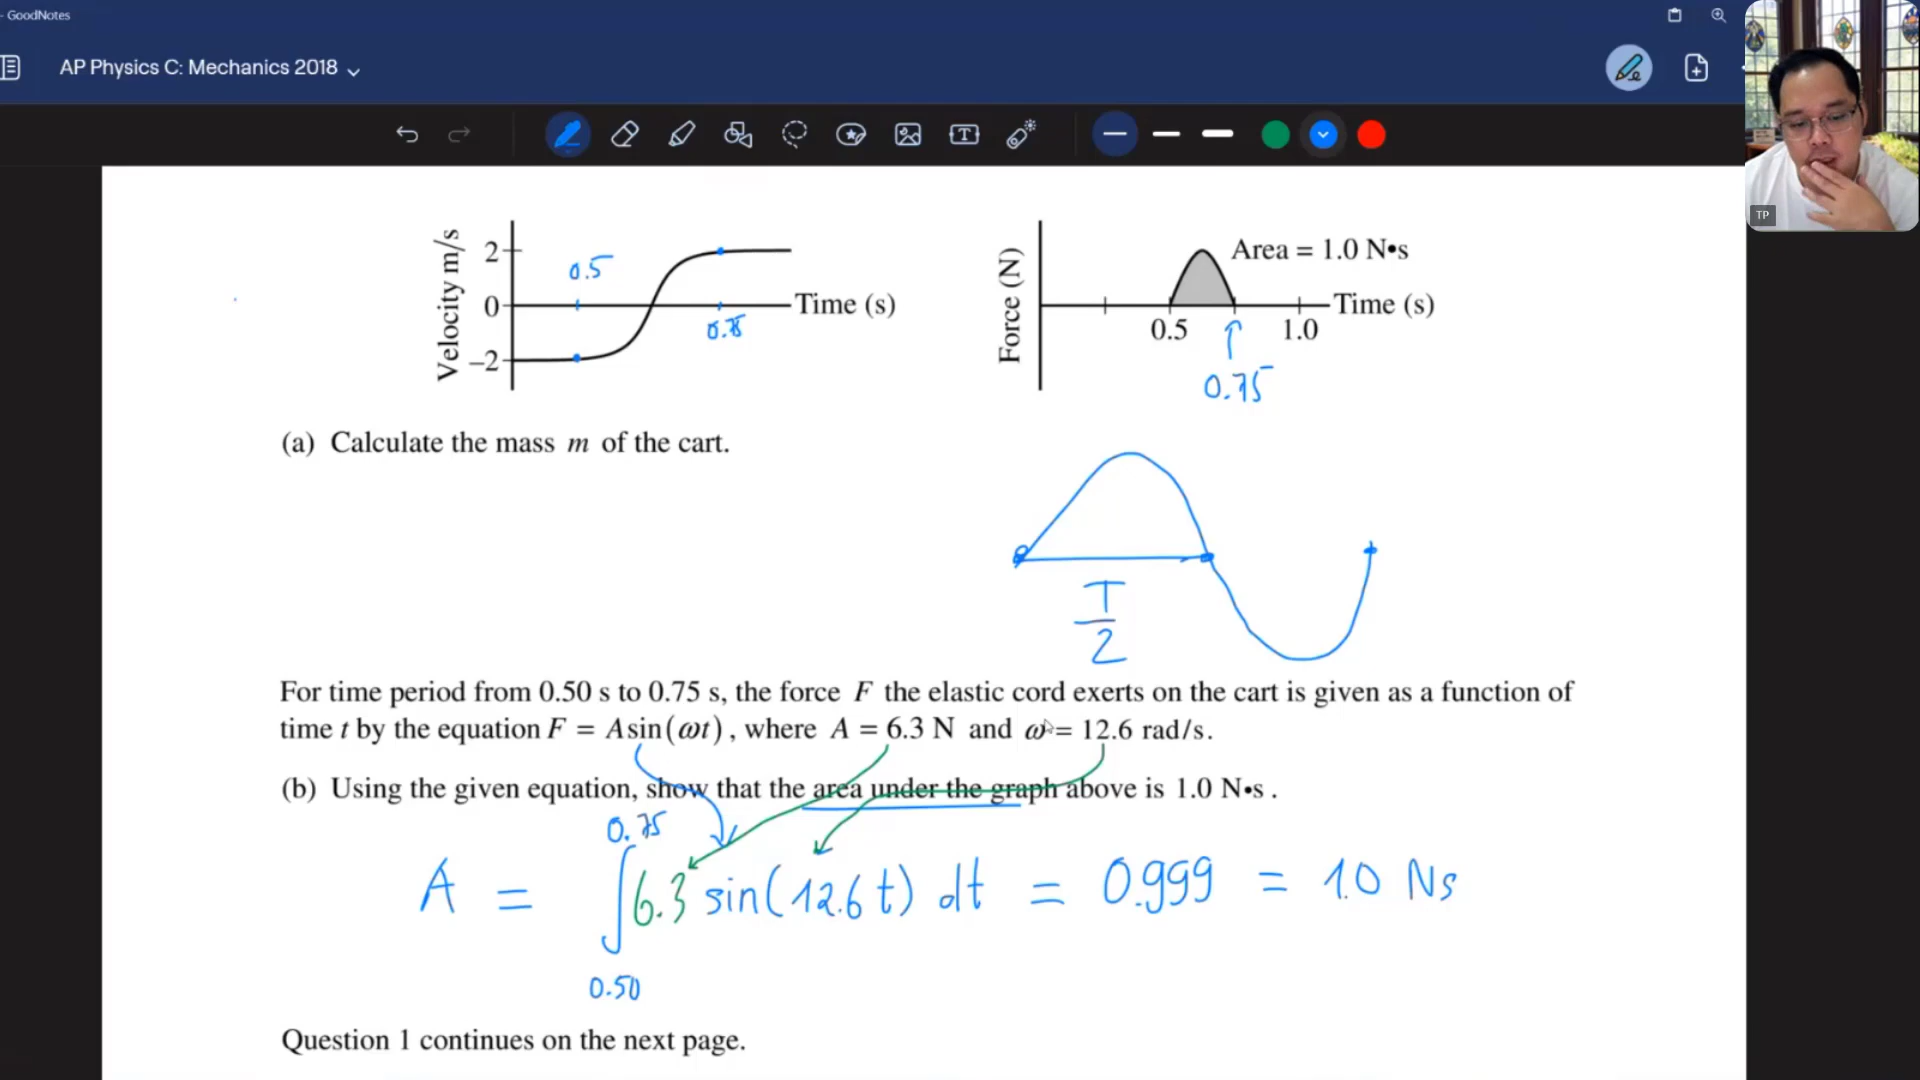 - GoodNotes
AP Physics C: Mechanics 2018
TP
Velocity m/s
2
0
–2
0.5
0.75
Time (s)
Force (N)
Area = 1.0 N•s
Time (s)
0.5
1.0
0.75
(a) Calculate the mass m of the cart.
T
2
For time period from 0.50 s to 0.75 s, the force F the elastic cord exerts on the cart is given as a function of
time t by the equation F = A sin(ωt), where A = 6.3 N and ω = 12.6 rad/s.
(b) Using the given equation, show that the area under the graph above is 1.0 N•s.
0.75
A = ∫6.3 sin(12.6t) dt = 0.999 = 1.0 Ns
0.50
Question 1 continues on the next page.